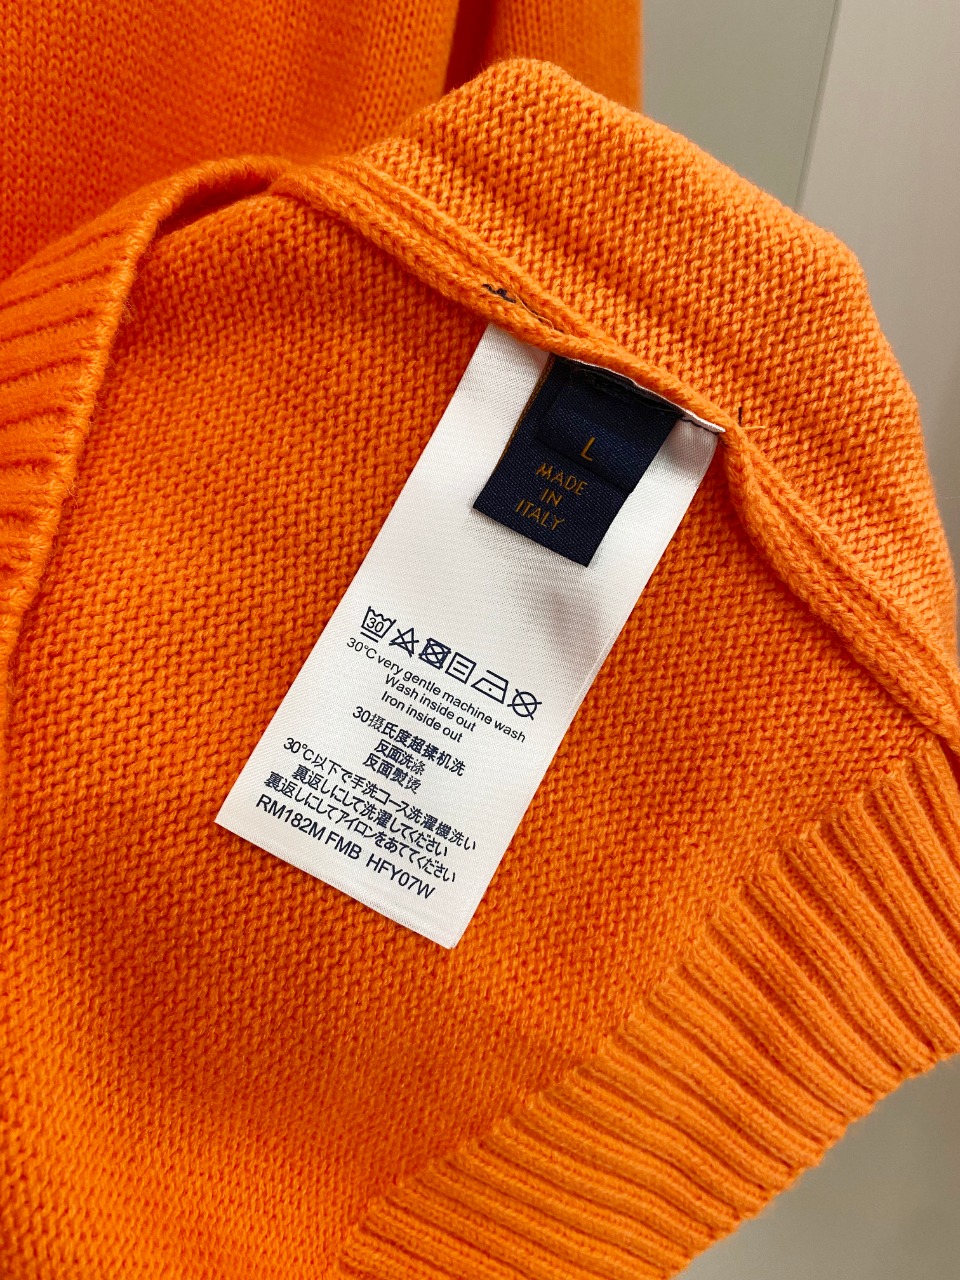 L
MADE
IN
ITALY
30
30°C very gentle machine wash
Wash inside out
Iron inside out
30摄氏度超揉机洗
反面洗涤
反面熨烫
30°C以下で手洗コース洗濯機洗い
裏返しにして洗濯してください
裏返しにしてアイロンをあててください
RM182M FMB HFY07W